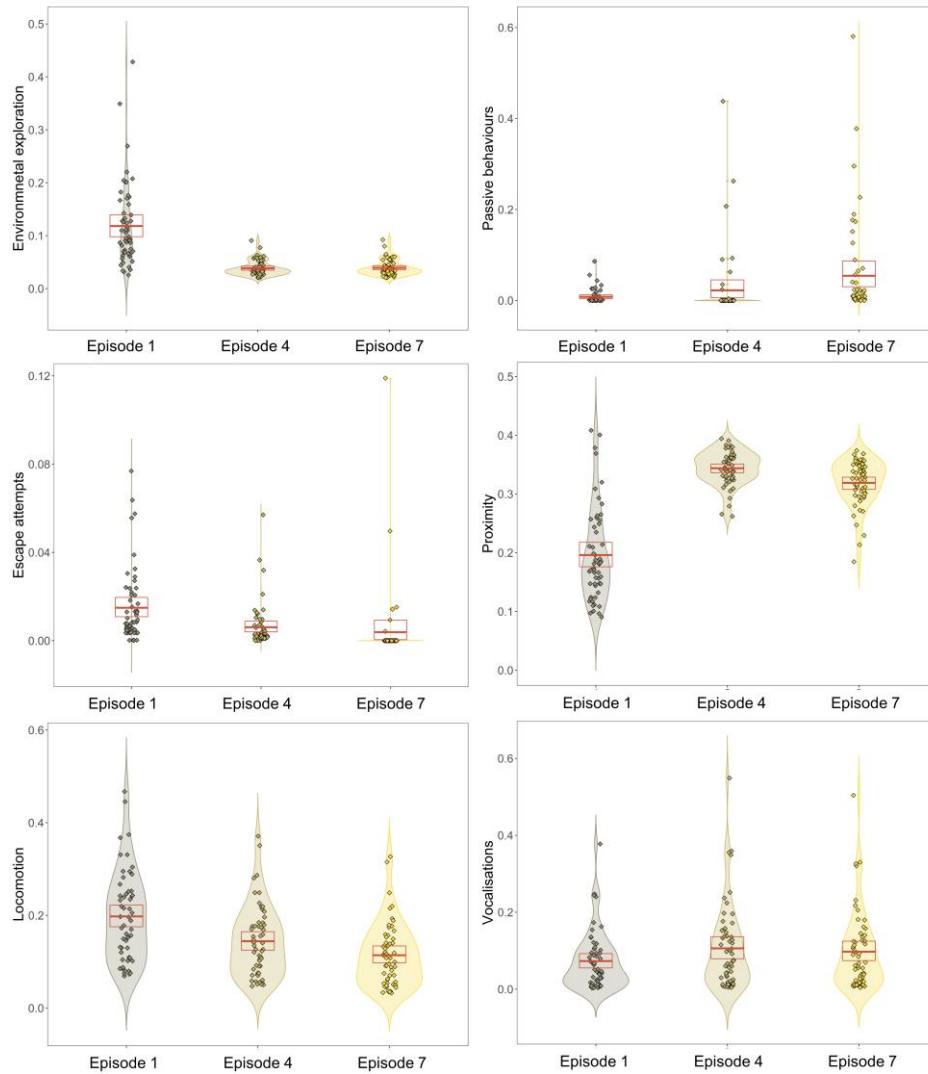 Environmnetal exploration
0.5
0.4
0.3
0.2
0.1
0.0
Episode 1 Episode 4 Episode 7
Passive behaviours
0.6
0.4
0.2
0.0
Episode 1 Episode 4 Episode 7
Escape attempts
0.12
0.08
0.04
0.00
Episode 1 Episode 4 Episode 7
Proximity
0.5
0.4
0.3
0.2
0.1
0.0
Episode 1 Episode 4 Episode 7
Locomotion
0.6
0.4
0.2
0.0
Episode 1 Episode 4 Episode 7
Vocalisations
0.6
0.4
0.2
0.0
Episode 1 Episode 4 Episode 7